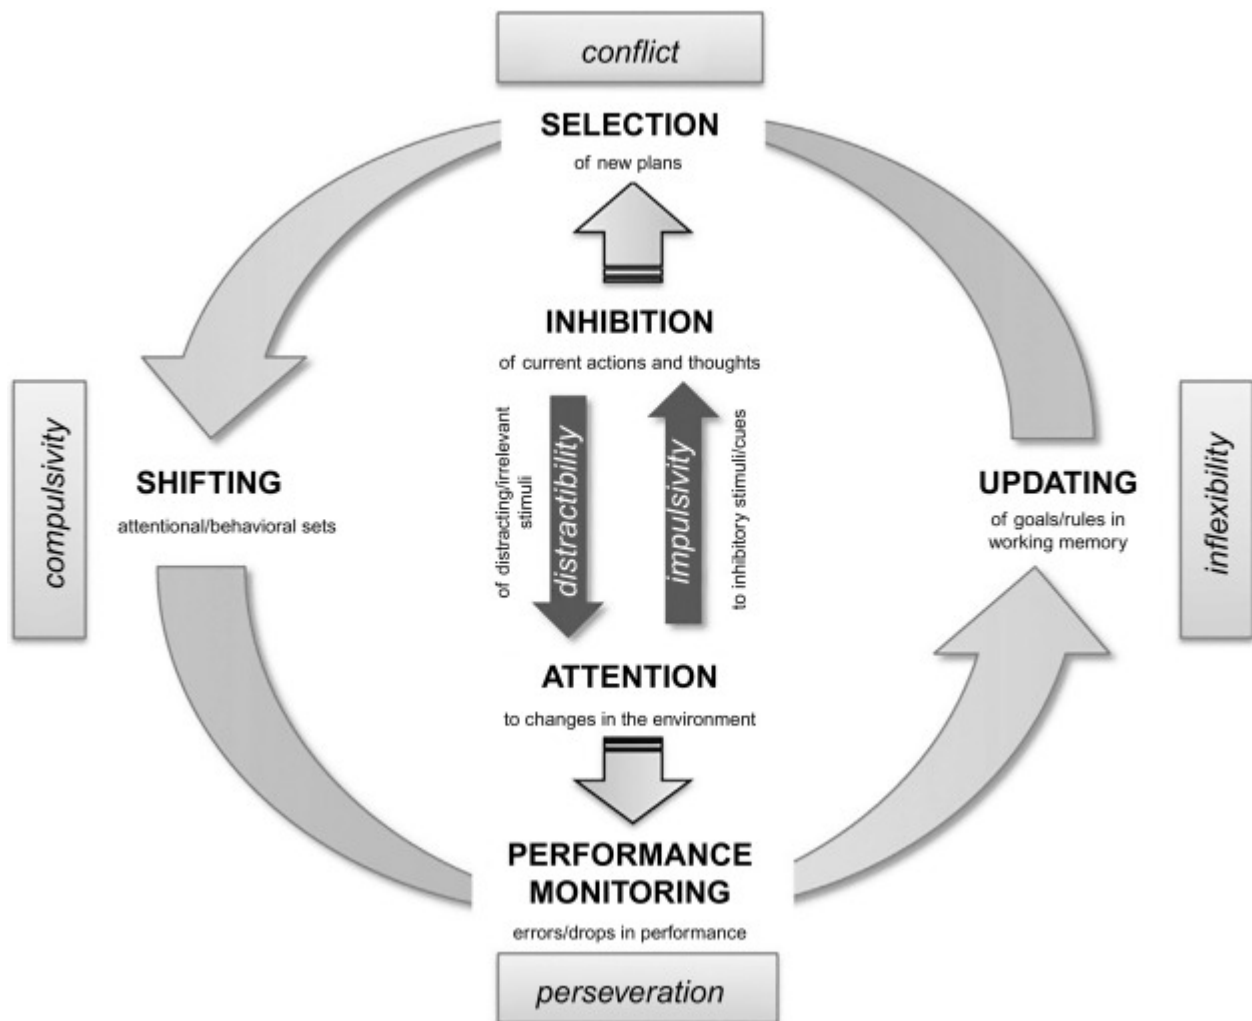 conflict
SELECTION
of new plans
INHIBITION
of current actions and thoughts
compulsivity
SHIFTING
attentional/behavioral sets
of distracting/irrelevant
stimuli
distractibility
impulsivity
to inhibitory stimuli/cues
UPDATING
of goals/rules in
working memory
inflexibility
ATTENTION
to changes in the environment
PERFORMANCE
MONITORING
errors/drops in performance
perseveration